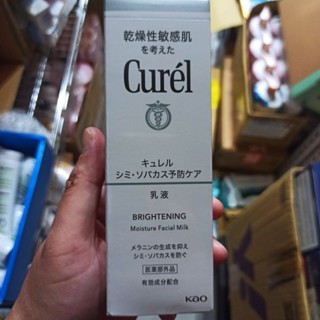 乾燥性敏感肌
を考えた
Curél
キュレル
シミ・ソバカス予防ケア
乳液
BRIGHTENING
Moisture Facial Milk
メラニンの生成を抑え
シミ・ソバカスを防ぐ
医薬部外品
有効成分配合
Kao